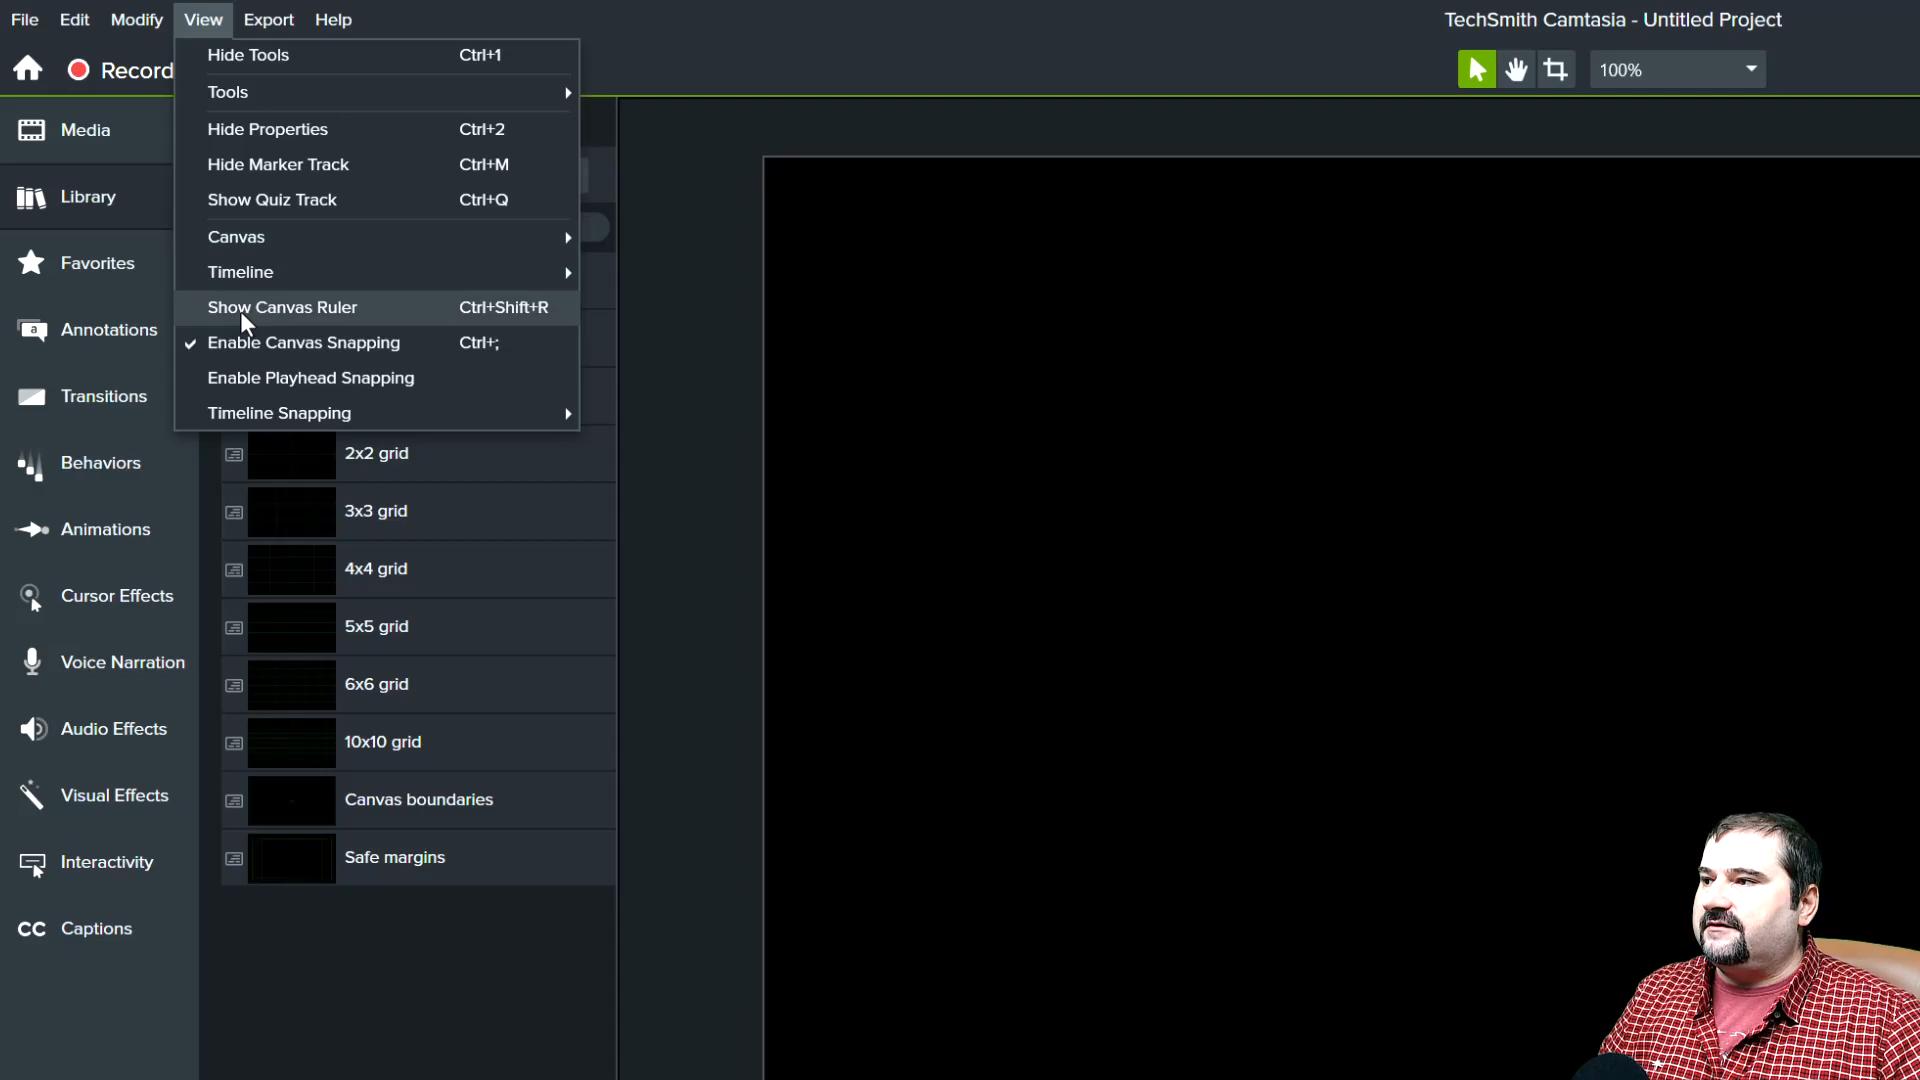 File Edit Modify View Export Help
TechSmith Camtasia - Untitled Project
Record
100%
Hide Tools Ctrl+1
Tools
Hide Properties Ctrl+2
Hide Marker Track Ctrl+M
Show Quiz Track Ctrl+Q
Canvas
Timeline
Show Canvas Ruler Ctrl+Shift+R
Enable Canvas Snapping Ctrl+;
Enable Playhead Snapping
Timeline Snapping
Media
Library
Favorites
a Annotations
Transitions
Behaviors
Animations
Cursor Effects
Voice Narration
Audio Effects
Visual Effects
Interactivity
CC Captions
2x2 grid
3x3 grid
4x4 grid
5x5 grid
6x6 grid
10x10 grid
Canvas boundaries
Safe margins